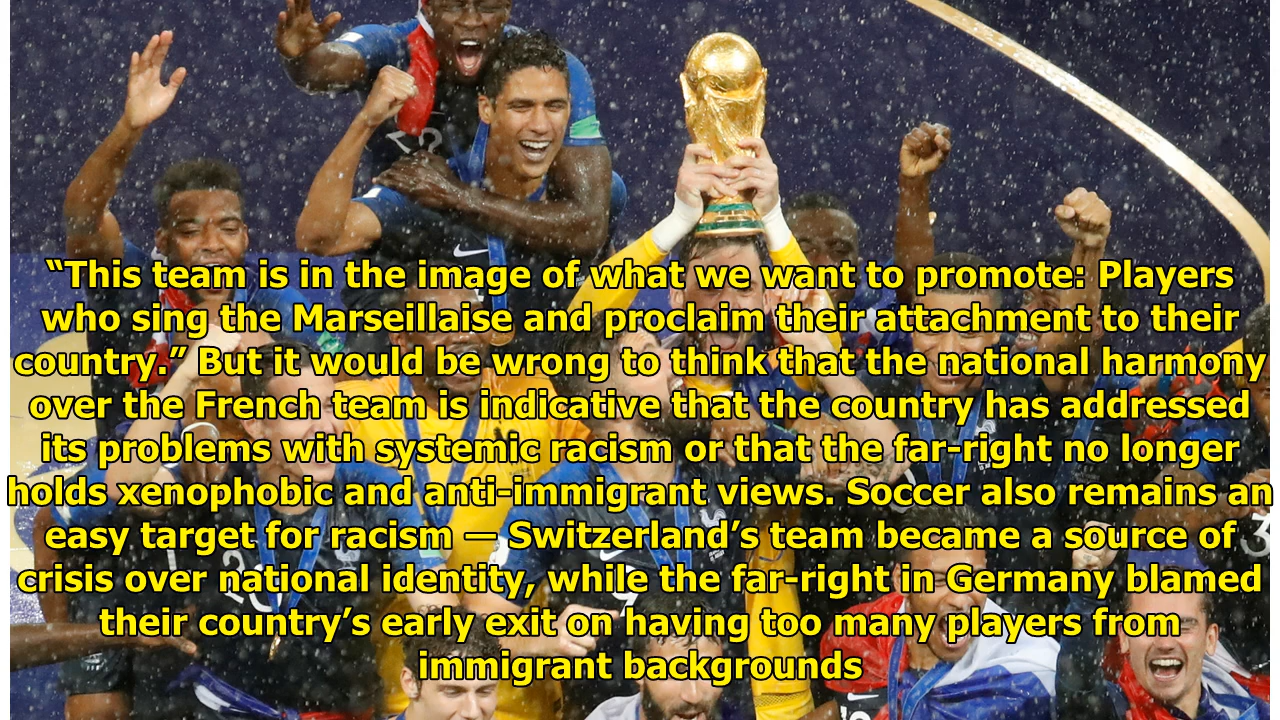 “This team is in the image of what we want to promote: Players
who sing the Marseillaise and proclaim their attachment to their
country.” But it would be wrong to think that the national harmony
over the French team is indicative that the country has addressed
its problems with systemic racism or that the far-right no longer
holds xenophobic and anti-immigrant views. Soccer also remains an
easy target for racism — Switzerland’s team became a source of
crisis over national identity, while the far-right in Germany blamed
their country’s early exit on having too many players from
immigrant backgrounds